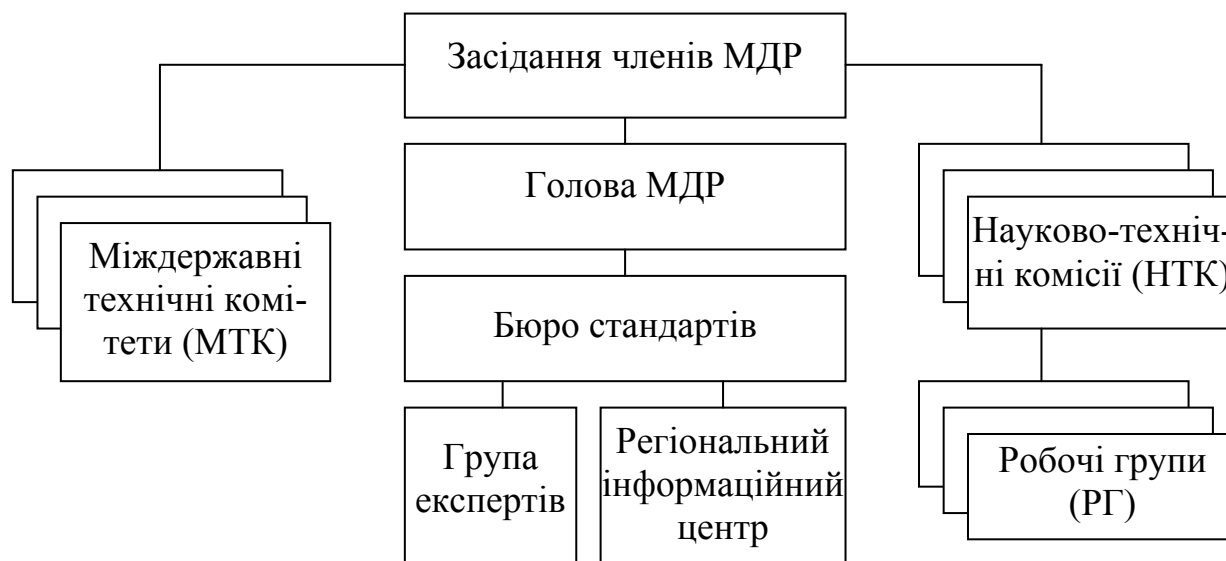 Засідання членів МДР
Голова МДР
Міждержавні
технічні комі-
тети (МТК)
Науково-техніч-
ні комісії (НТК)
Бюро стандартів
Група
експертів
Регіональний
інформаційний
центр
Робочі групи
(РГ)